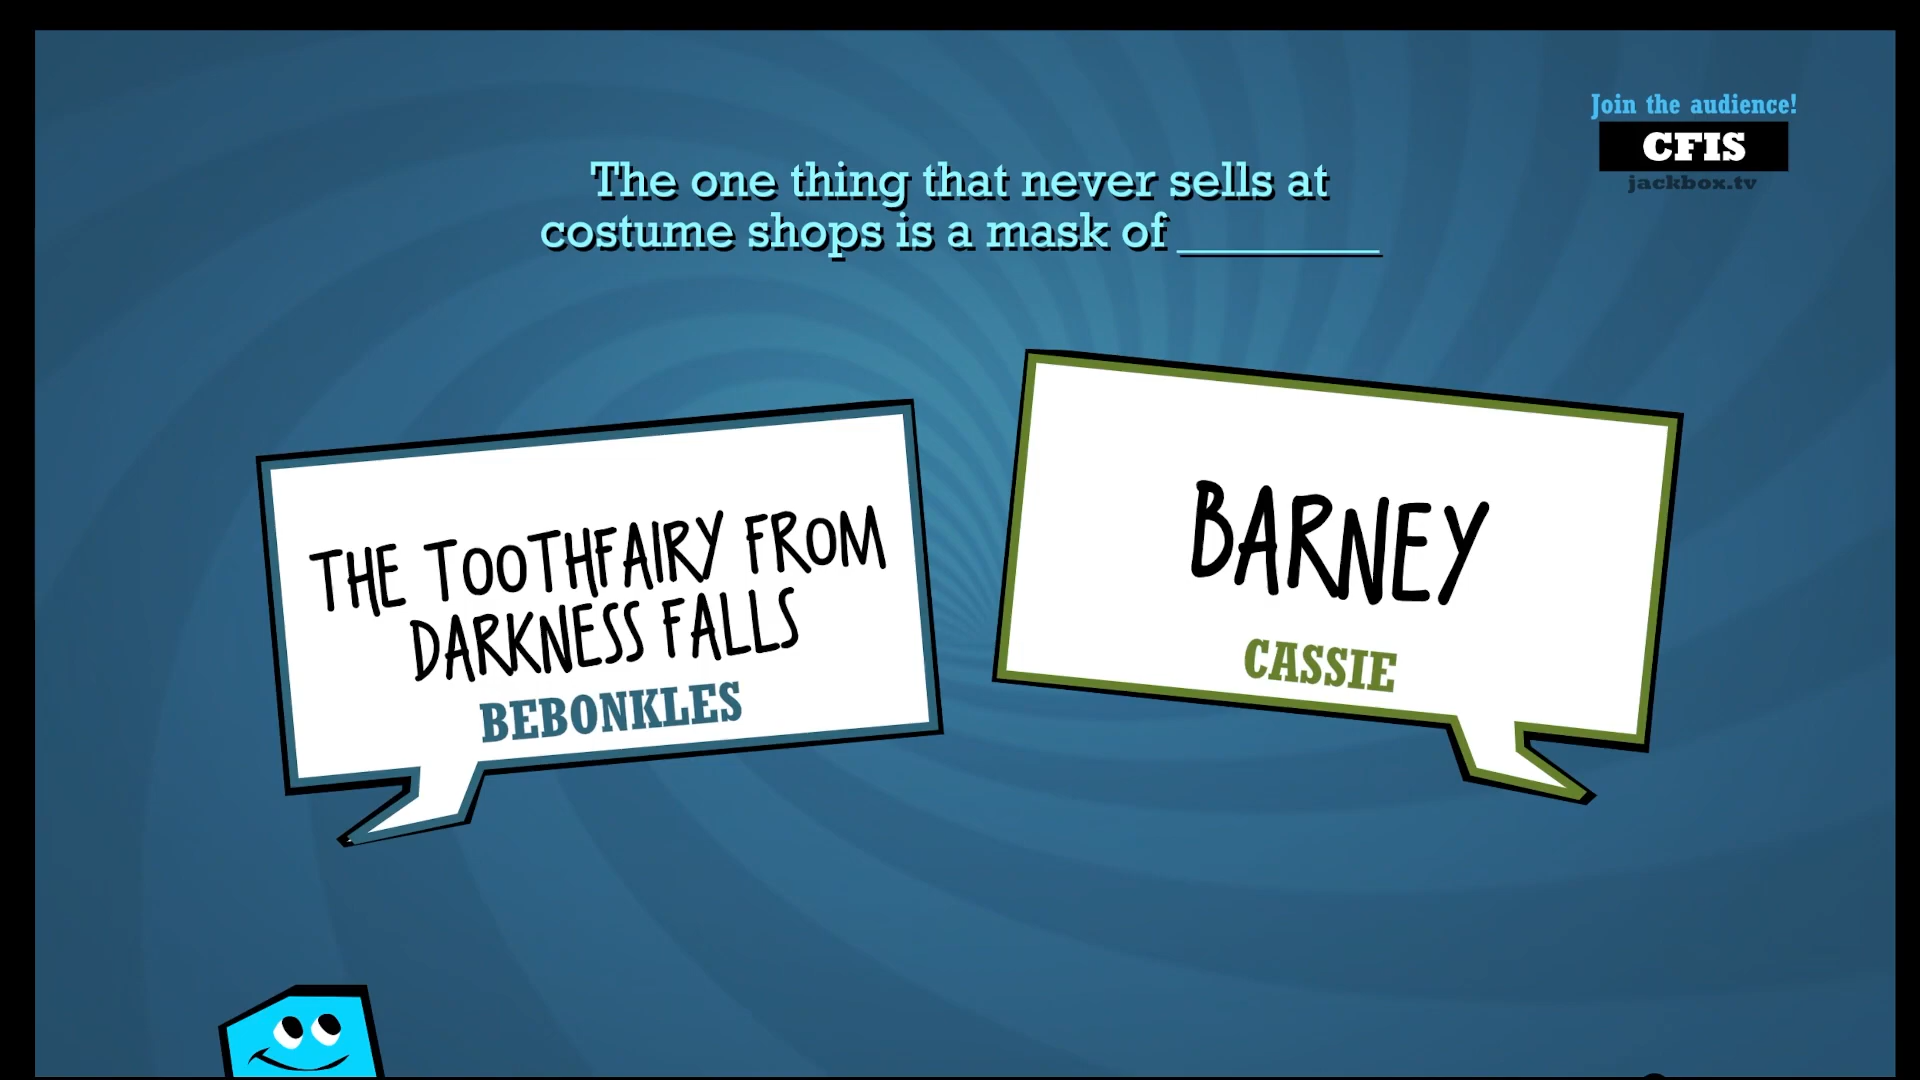 Join the audience!
CFIS
jackbox.tv
The one thing that never sells at
costume shops is a mask of ________
THE TOOTHFAIRY FROM
DARKNESS FALLS
BEBONKLES
BARNEY
CASSIE